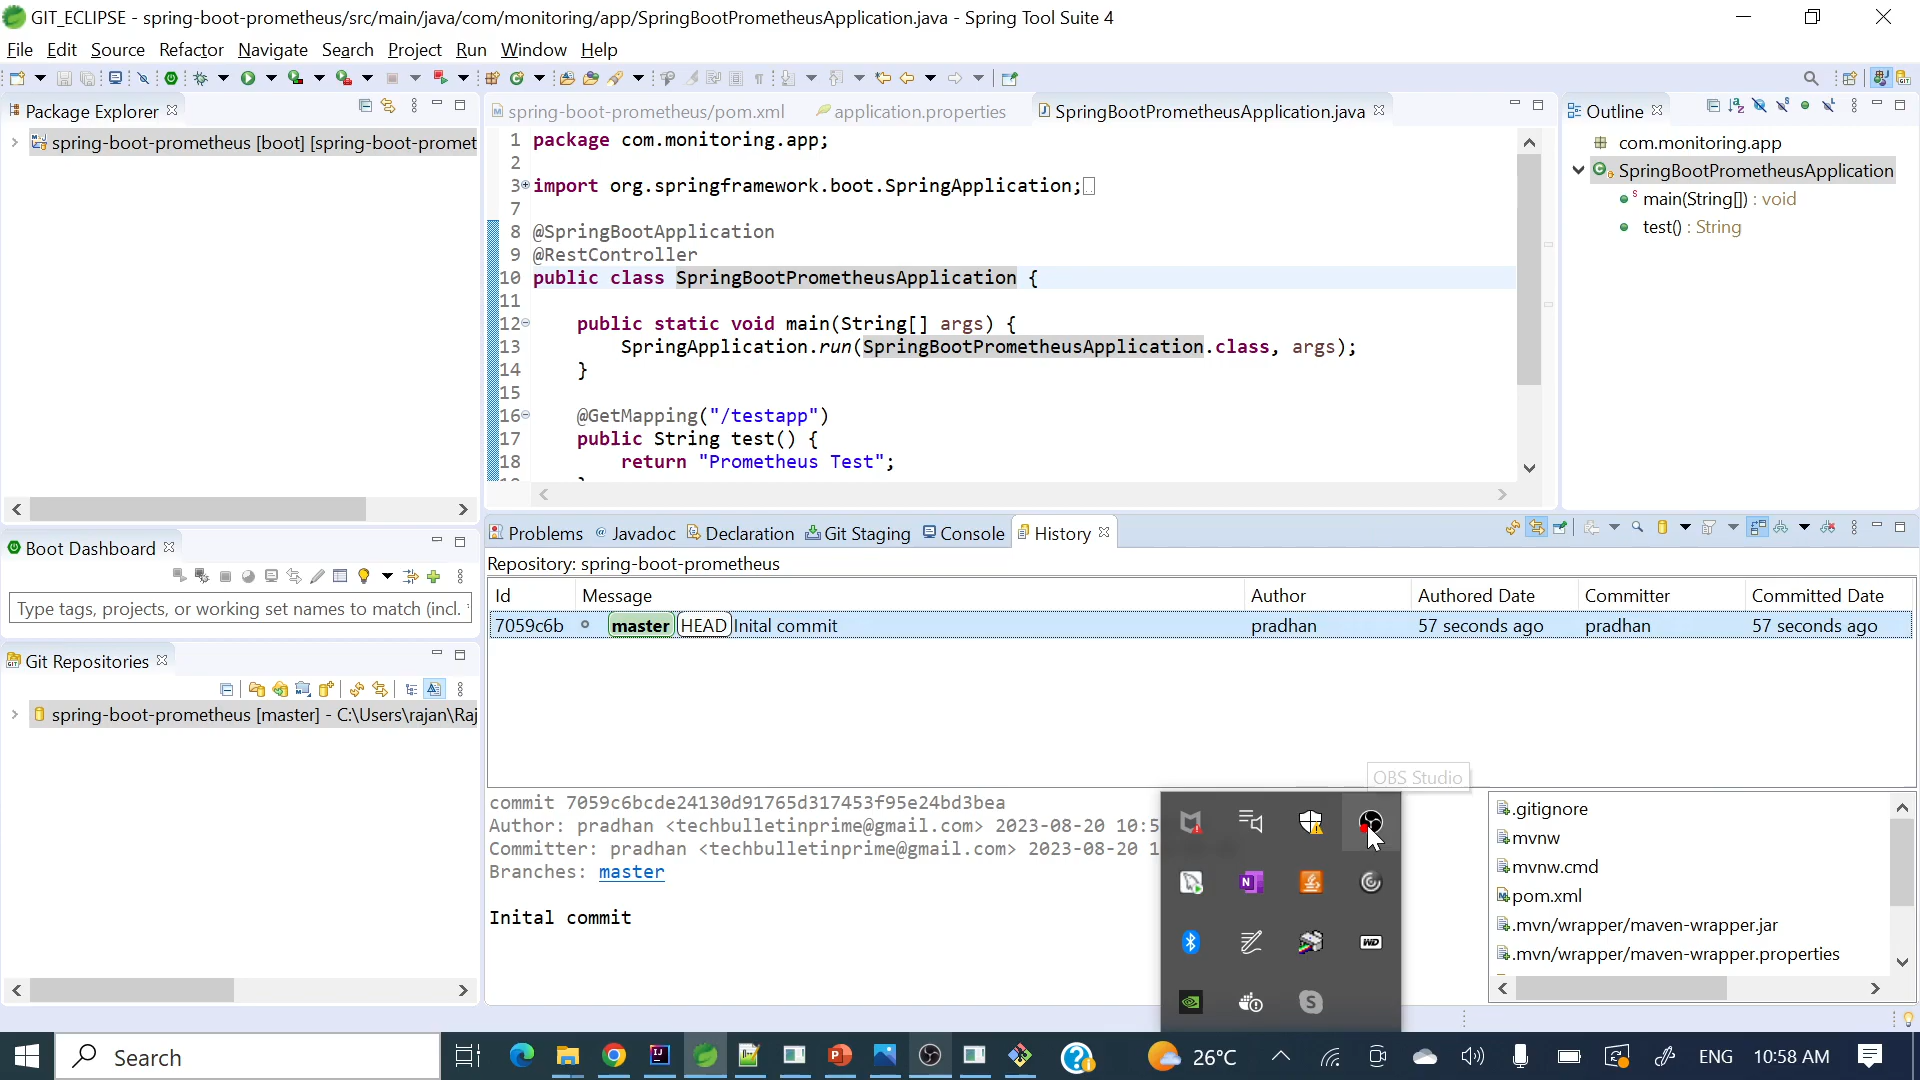 GIT_ECLIPSE - spring-boot-prometheus/src/main/java/com/monitoring/app/SpringBootPrometheusApplication.java - Spring Tool Suite 4
File Edit Source Refactor Navigate Search Project Run Window Help
Package Explorer
spring-boot-prometheus [boot] [spring-boot-promet
spring-boot-prometheus/pom.xml application.properties SpringBootPrometheusApplication.java
1 package com.monitoring.app;
2
3 import org.springframework.boot.SpringApplication;
7
8 @SpringBootApplication
9 @RestController
10 public class SpringBootPrometheusApplication {
11
12 public static void main(String[] args) {
13 SpringApplication.run(SpringBootPrometheusApplication.class, args);
14 }
15
16 @GetMapping("/testapp")
17 public String test() {
18 return "Prometheus Test";
Outline
com.monitoring.app
SpringBootPrometheusApplication
main(String[]) : void
test() : String
Boot Dashboard
Type tags, projects, or working set names to match (incl. *
Git Repositories
spring-boot-prometheus [master] - C:\Users\rajan\Raj
Problems Javadoc Declaration Git Staging Console History
Repository: spring-boot-prometheus
Id Message Author Authored Date Committer Committed Date
7059c6b master HEAD Inital commit pradhan 57 seconds ago pradhan 57 seconds ago
commit 7059c6bcde24130d91765d317453f95e24bd3bea
Author: pradhan <techbulletinprime@gmail.com> 2023-08-20 10:5
Committer: pradhan <techbulletinprime@gmail.com> 2023-08-20 1
Branches: master
Inital commit
OBS Studio
.gitignore
mvnw
mvnw.cmd
pom.xml
.mvn/wrapper/maven-wrapper.jar
.mvn/wrapper/maven-wrapper.properties
Search
26°C
ENG 10:58 AM